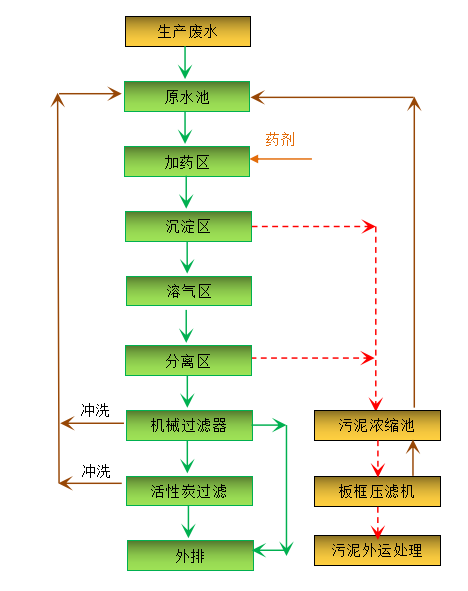 生产废水
原水池
药剂
加药区
沉淀区
溶气区
分离区
冲洗
机械过滤器
污泥浓缩池
冲洗
活性炭过滤
板框压滤机
外排
污泥外运处理